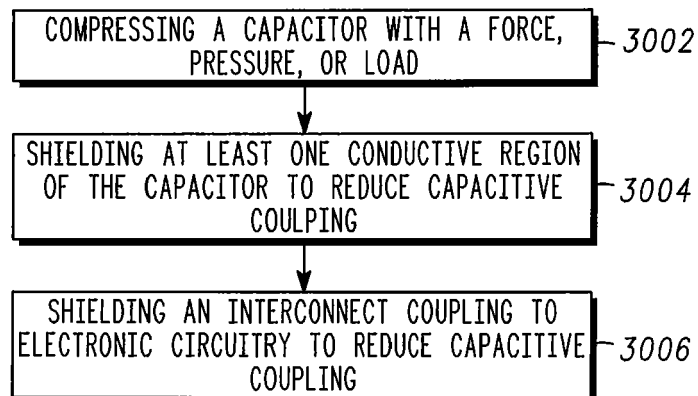 COMPRESSING A CAPACITOR WITH A FORCE,
PRESSURE, OR LOAD
3002
SHIELDING AT LEAST ONE CONDUCTIVE REGION
OF THE CAPACITOR TO REDUCE CAPACITIVE
COULPING
3004
SHIELDING AN INTERCONNECT COUPLING TO
ELECTRONIC CIRCUITRY TO REDUCE CAPACITIVE
COUPLING
3006